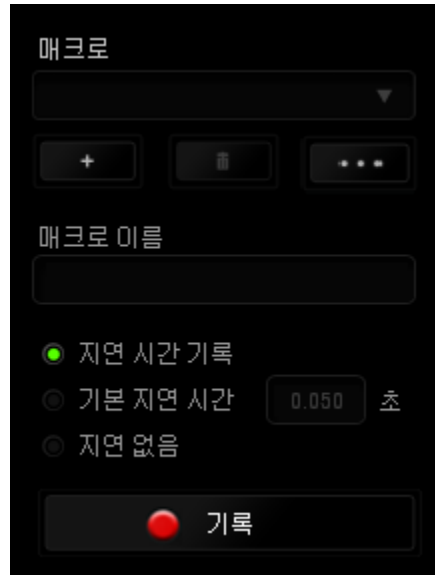 매크로
+
매크로 이름
지연 시간 기록
기본 지연 시간 0.050 초
지연 없음
기록